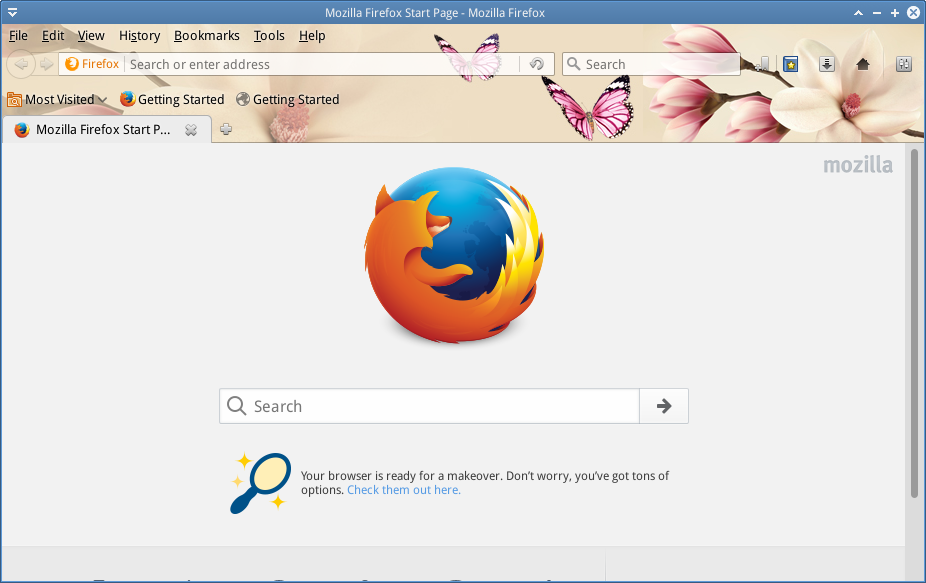 Mozilla Firefox Start Page - Mozilla Firefox
File Edit View History Bookmarks Tools Help
Firefox Search or enter address Search
Most Visited Getting Started Getting Started
Mozilla Firefox Start P...
mozilla
Search
Your browser is ready for a makeover. Don't worry, you've got tons of
options. Check them out here.